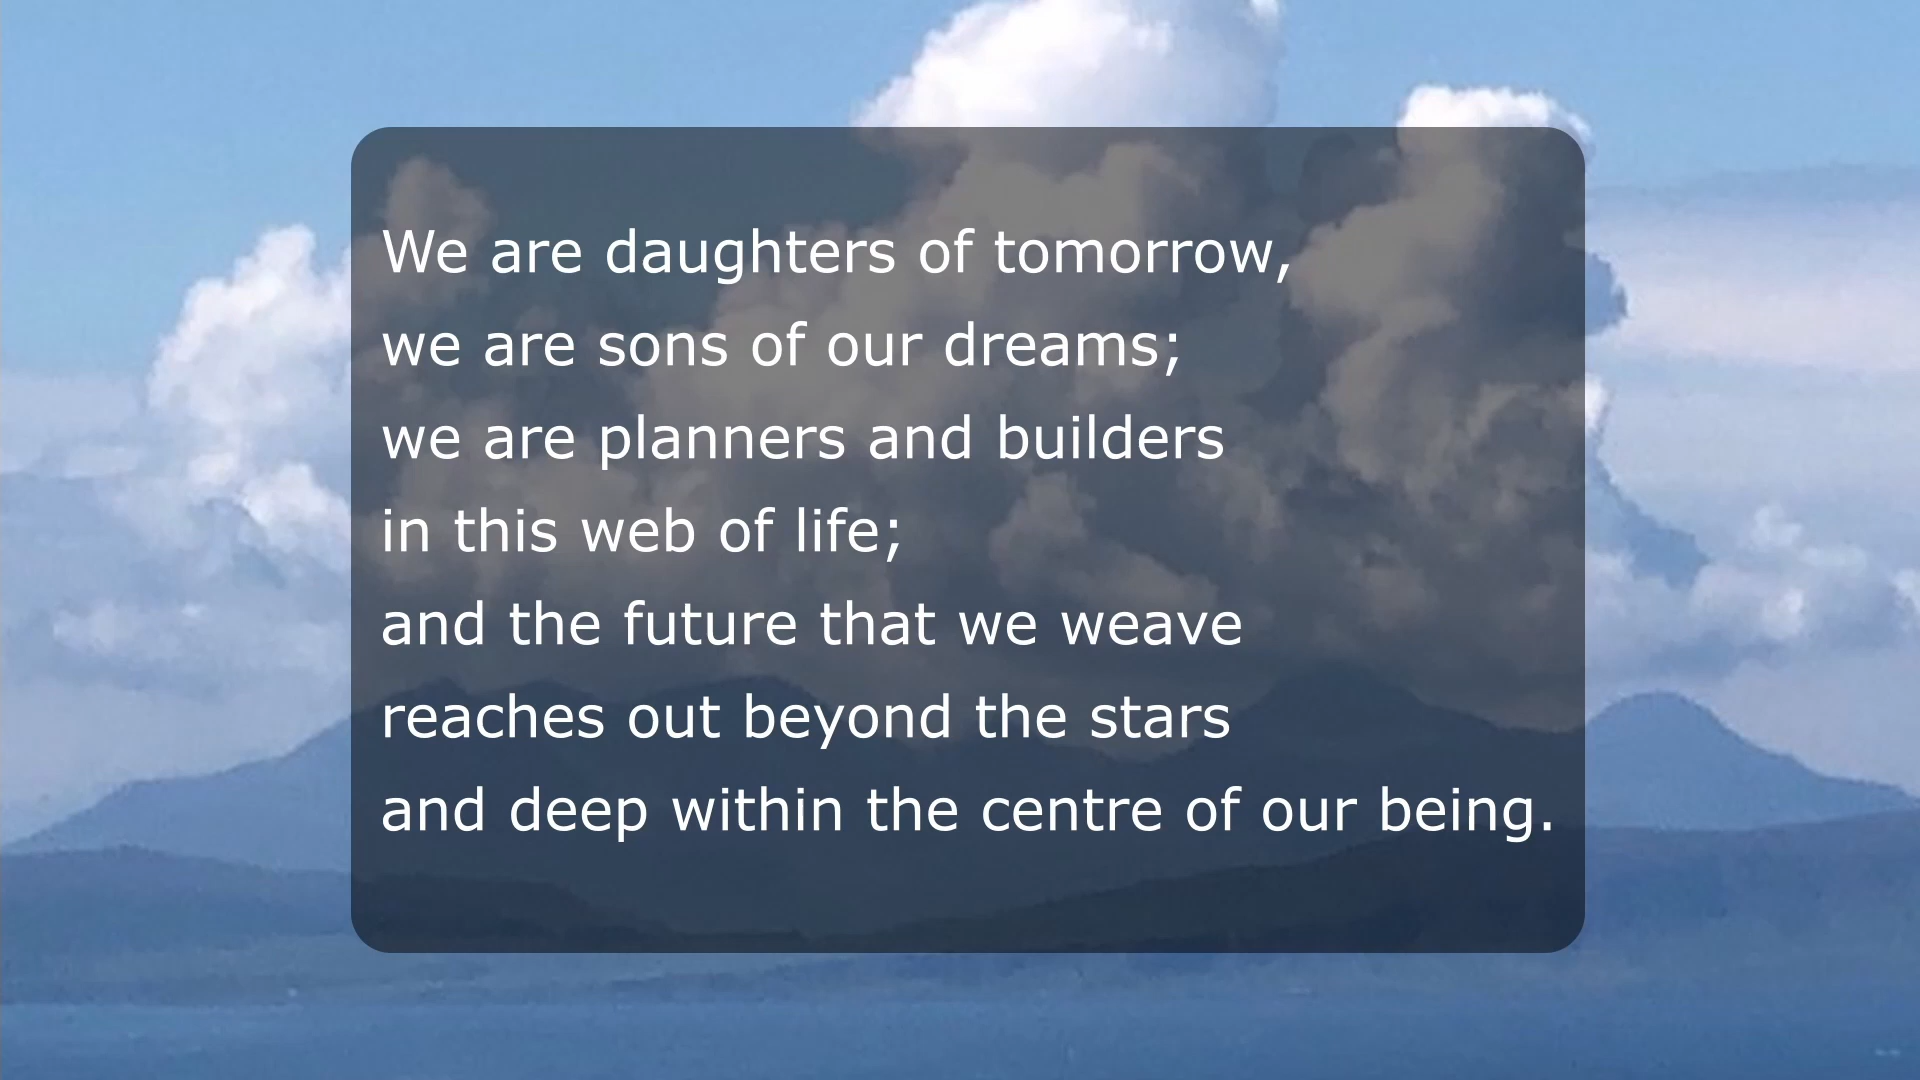 We are daughters of tomorrow,
we are sons of our dreams;
we are planners and builders
in this web of life;
and the future that we weave
reaches out beyond the stars
and deep within the centre of our being.